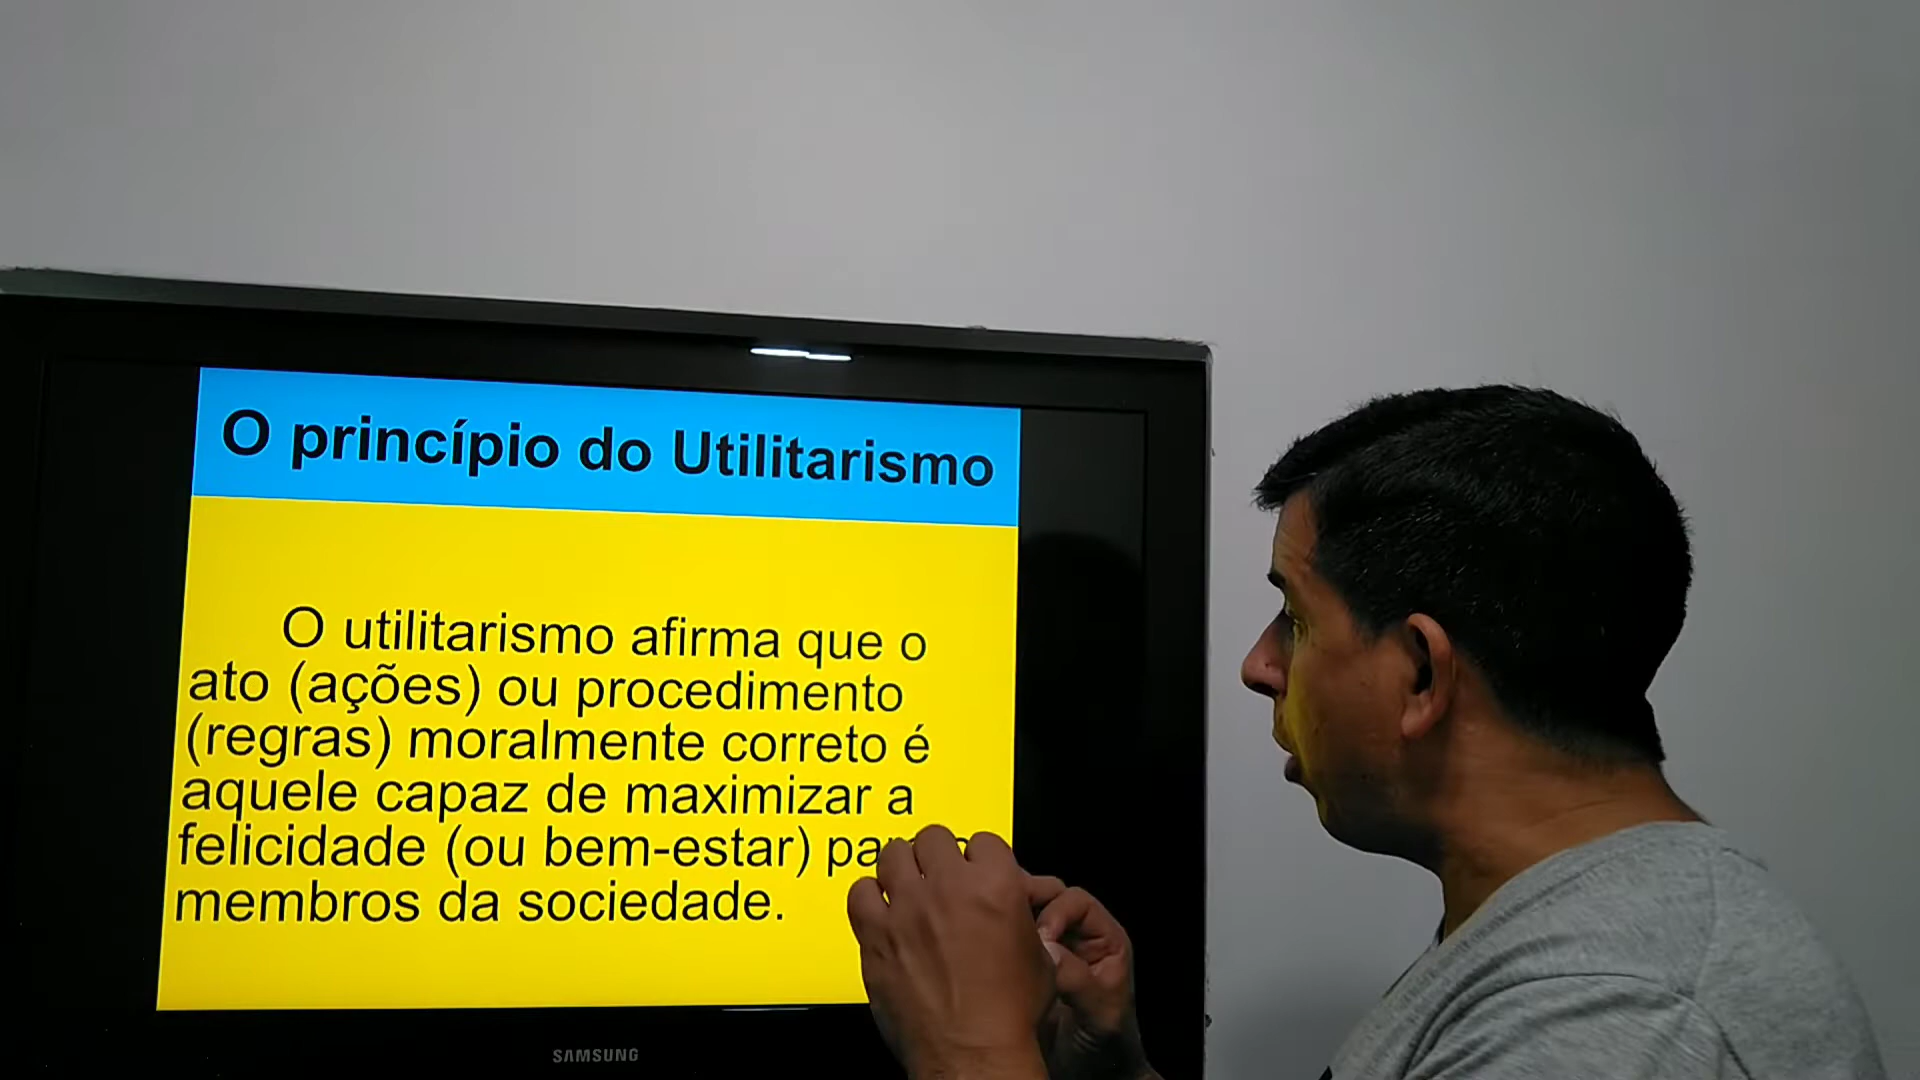 O princípio do Utilitarismo
O utilitarismo afirma que o
ato (ações) ou procedimento
(regras) moralmente correto é
aquele capaz de maximizar a
felicidade (ou bem-estar)
membros da sociedade.
SAMSUNG